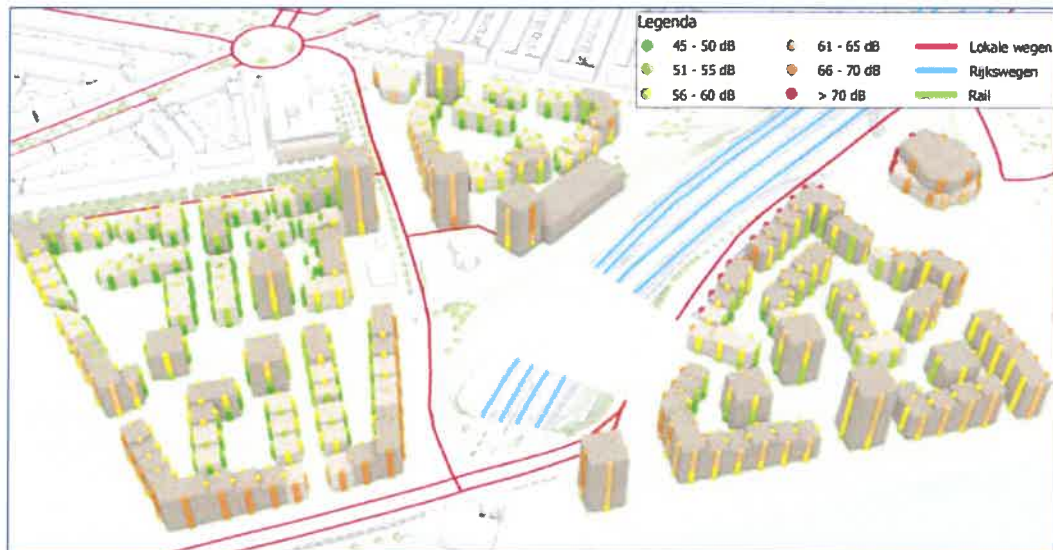 Legenda
45 - 50 dB
51 - 55 dB
56 - 60 dB
61 - 65 dB
66 - 70 dB
> 70 dB
Lokale wegen
Rijkswegen
Rail